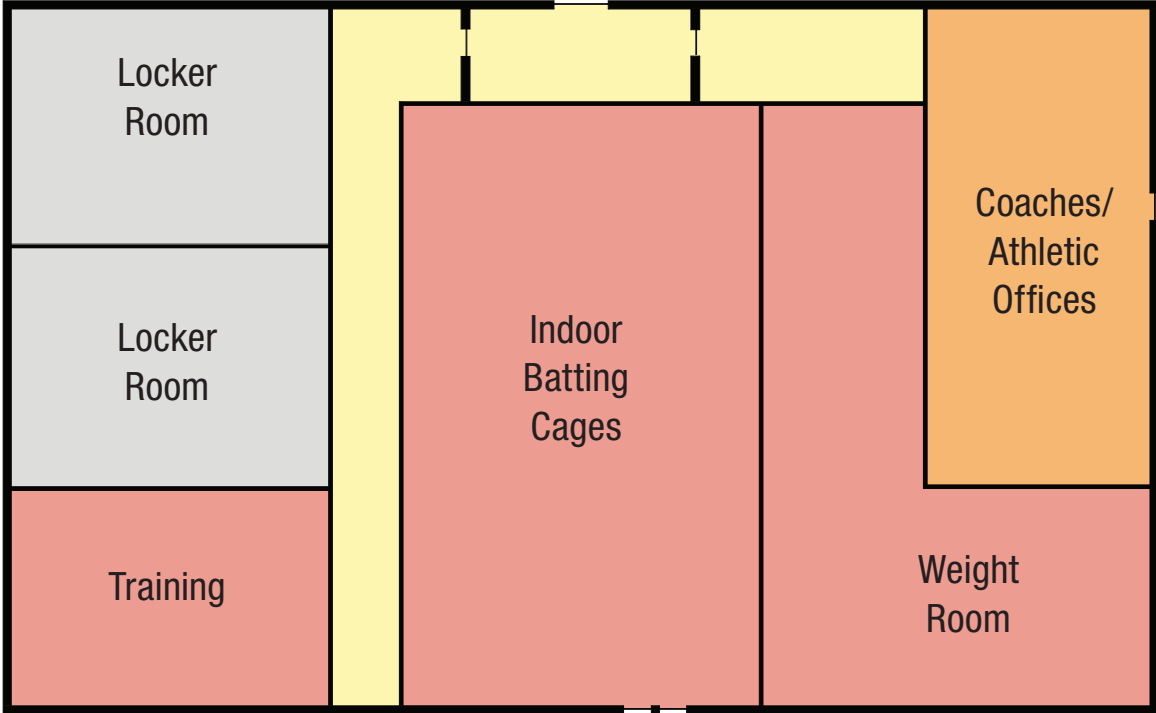 Locker
Room
Locker
Room
Training
Indoor
Batting
Cages
Coaches/
Athletic
Offices
Weight
Room